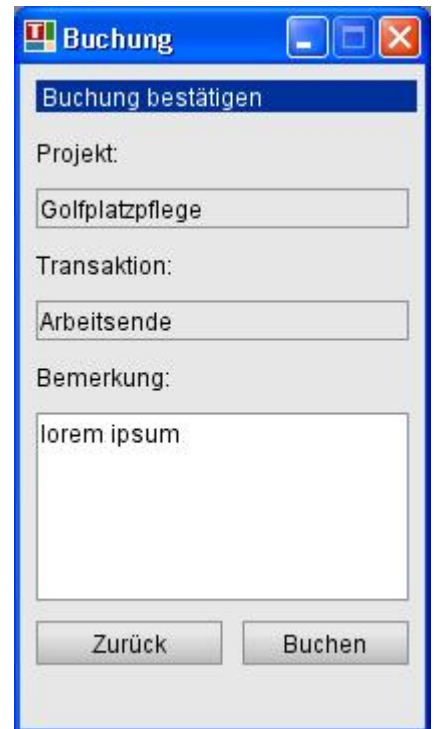 Buchung
Buchung bestätigen
Projekt:
Golfplatzpflege
Transaktion:
Arbeitsende
Bemerkung:
lorem ipsum
Zurück Buchen